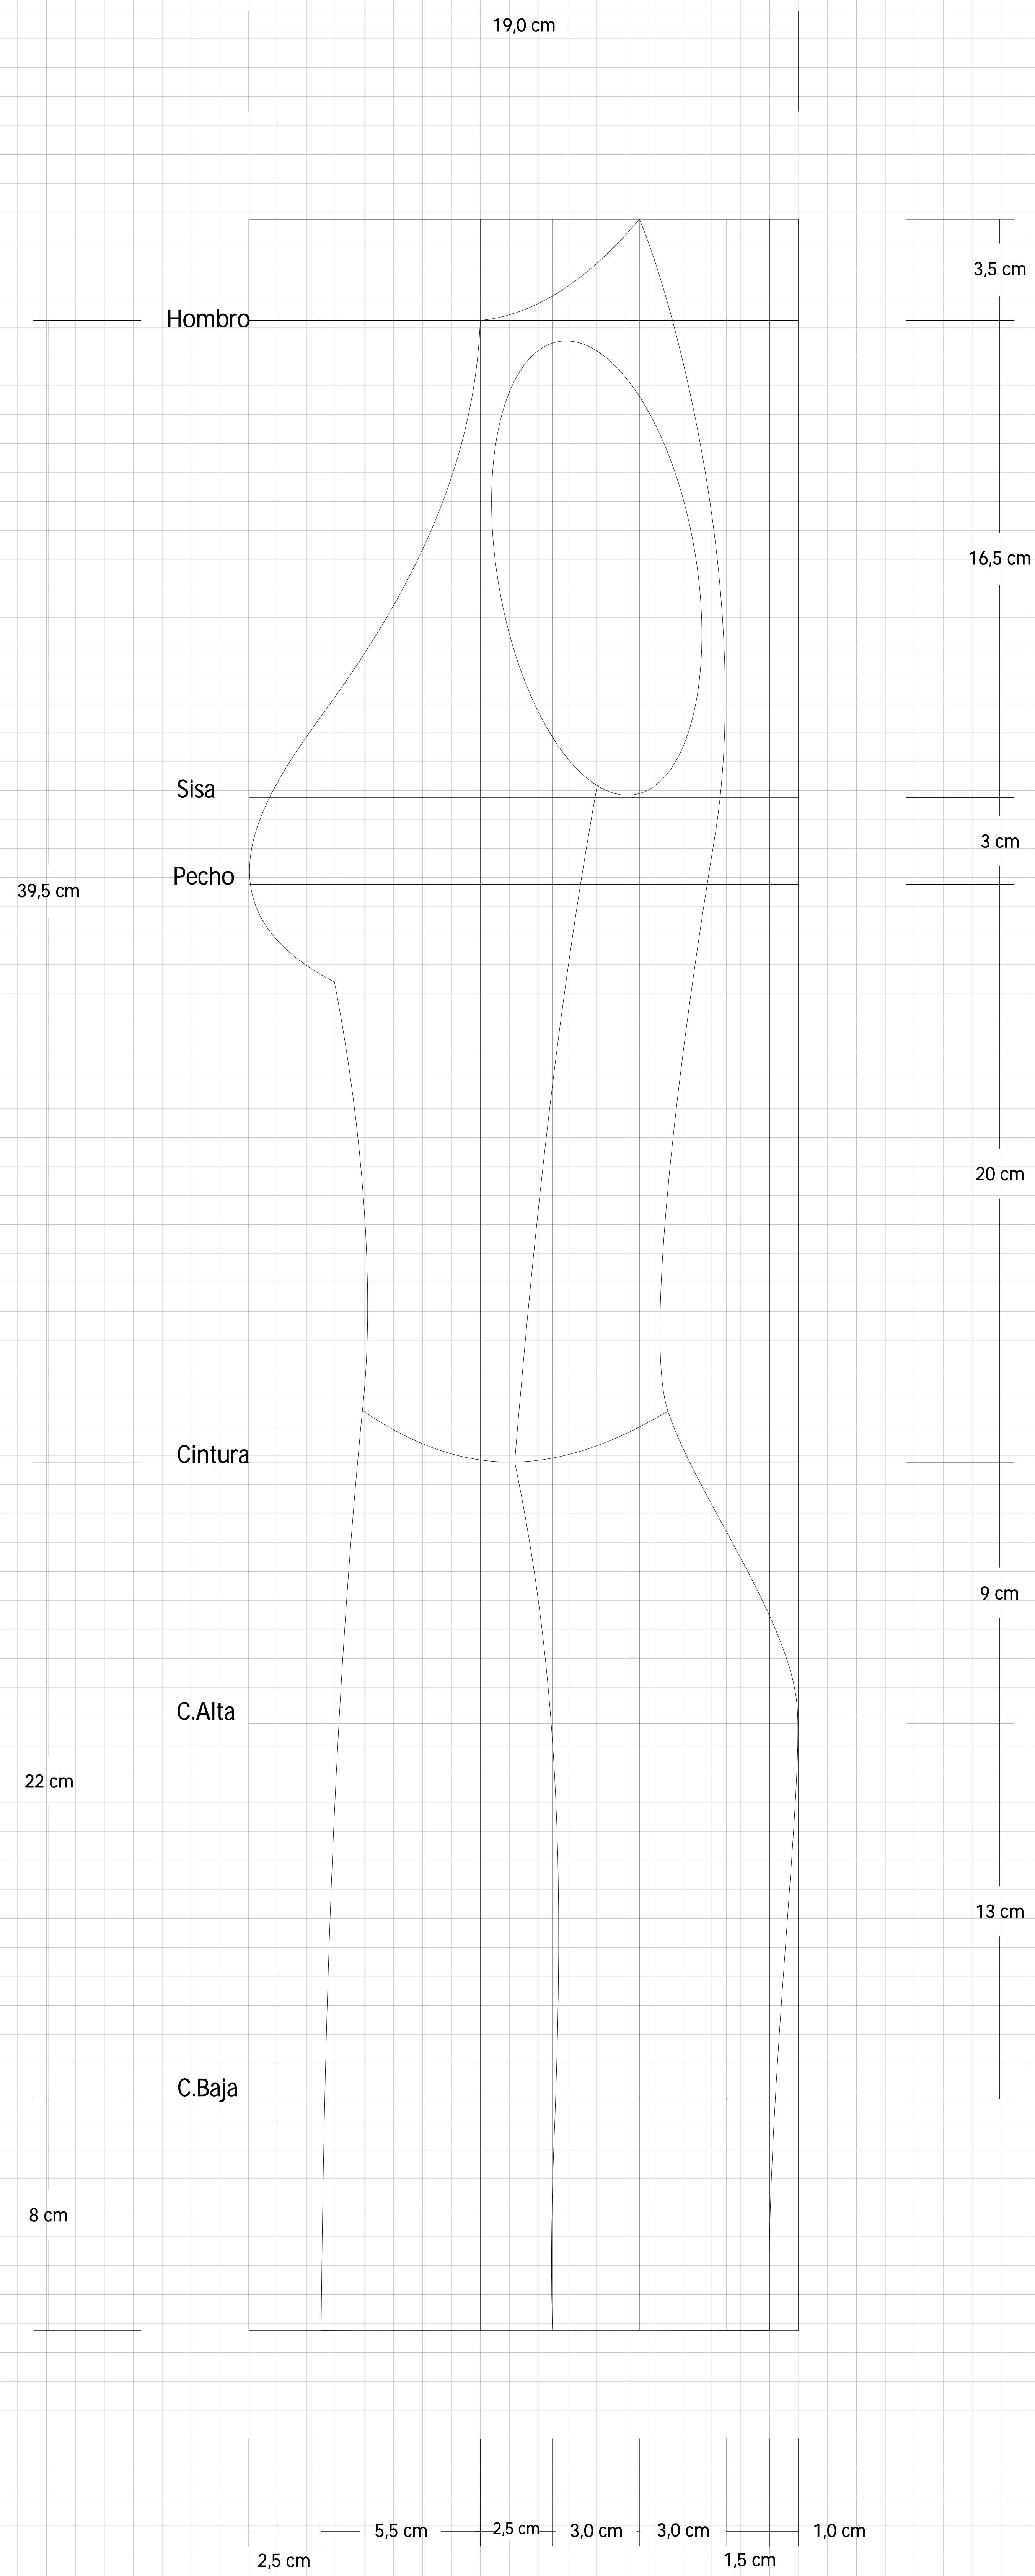 19,0 cm
3,5 cm
Hombro
16,5 cm
Sisa
3 cm
Pecho
39,5 cm
20 cm
Cintura
9 cm
C.Alta
22 cm
13 cm
C.Baja
8 cm
5,5 cm
2,5 cm
3,0 cm
3,0 cm
1,0 cm
2,5 cm
1,5 cm